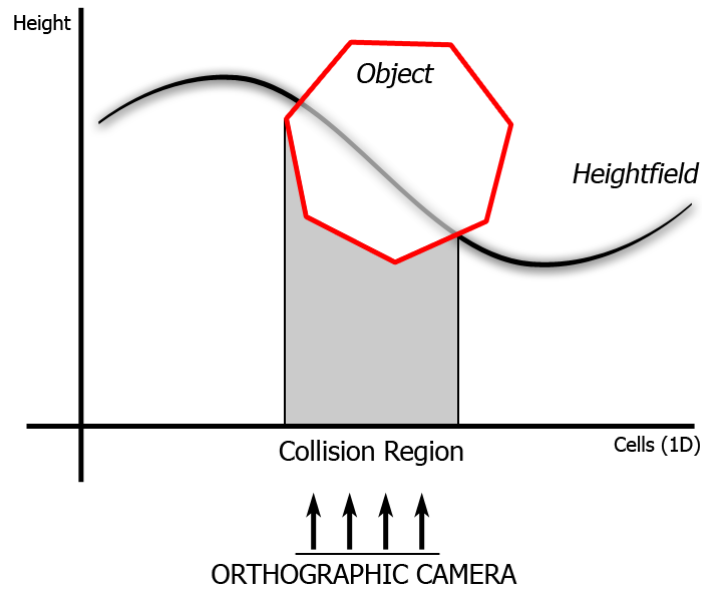 Height
Object
Heightfield
Cells (1D)
Collision Region
ORTHOGRAPHIC CAMERA